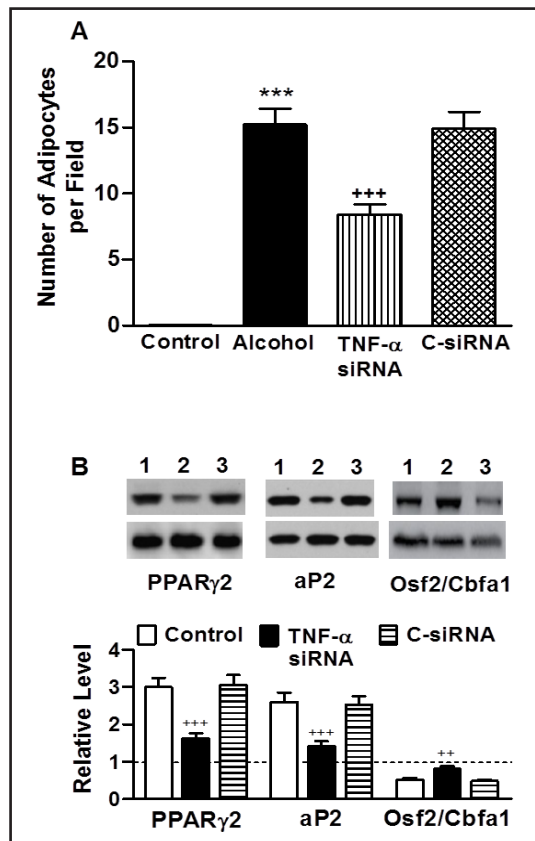 A
Number of Adipocytes
per Field
20
15
10
5
0
***
+++
Control
Alcohol
TNF-α
siRNA
C-siRNA
B
1 2 3
1 2 3
1 2 3
PPARγ2
aP2
Osf2/Cbfa1
Control
TNF-α
siRNA
C-siRNA
Relative Level
4
3
2
1
0
+++
+++
++
PPARγ2
aP2
Osf2/Cbfa1